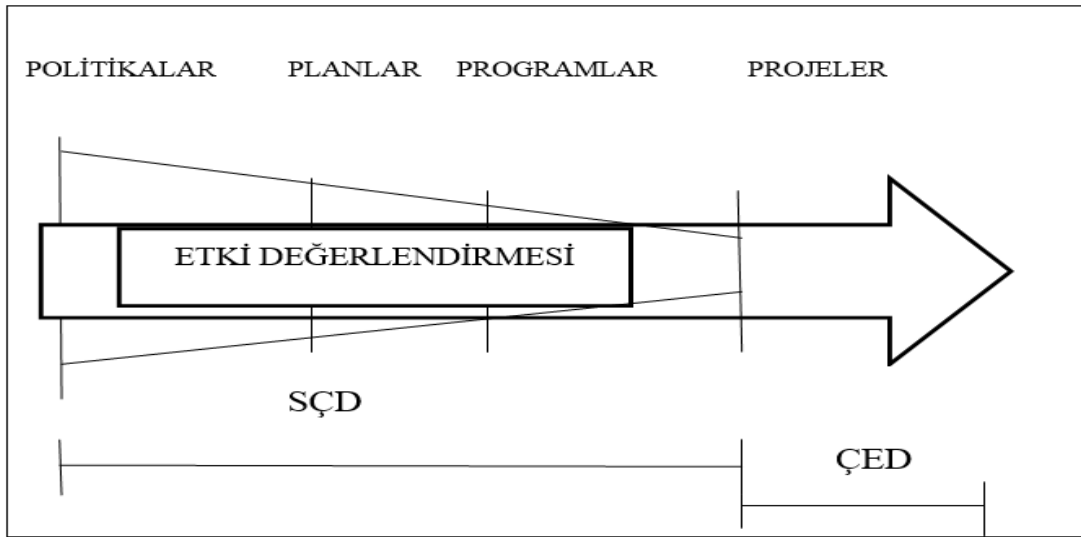 POLİTİKALAR PLANLAR PROGRAMLAR PROJELER
ETKİ DEĞERLENDİRMESİ
SÇD
ÇED